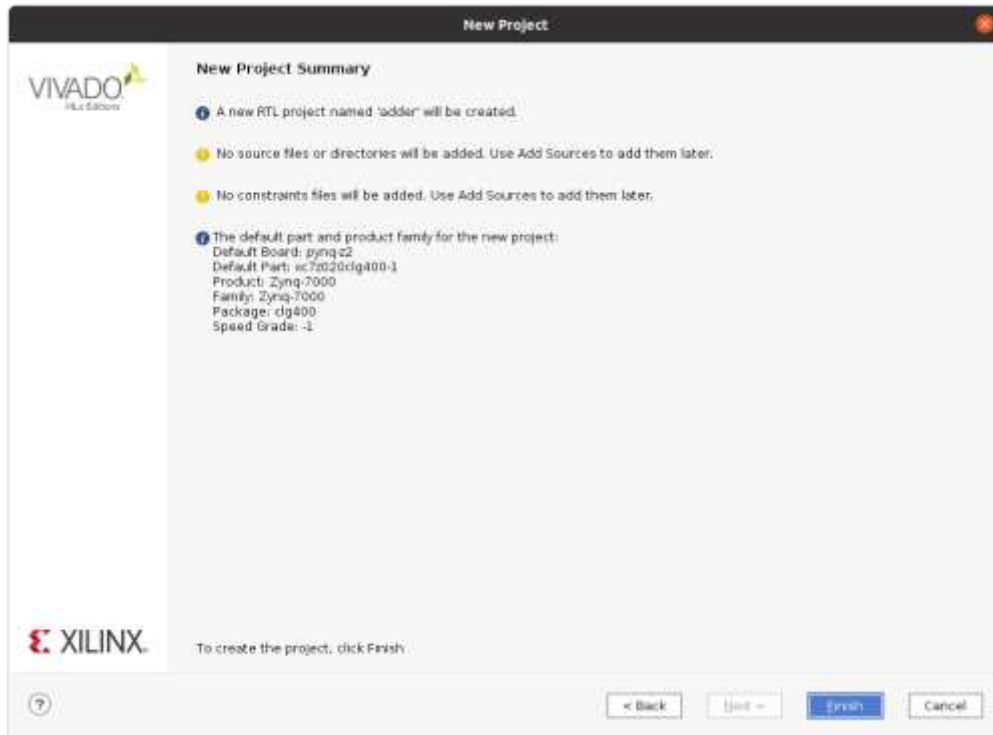 New Project
VIVADO
HLx Editions
New Project Summary
A new RTL project named 'adder' will be created.
No source files or directories will be added. Use Add Sources to add them later.
No constraints files will be added. Use Add Sources to add them later.
The default part and product family for the new project:
Default Board: pynq-z2
Default Part: xc7z020clg400-1
Product: Zynq-7000
Family: Zynq-7000
Package: clg400
Speed Grade: -1
XILINX.
To create the project, click Finish
?
< Back
Next >
Finish
Cancel